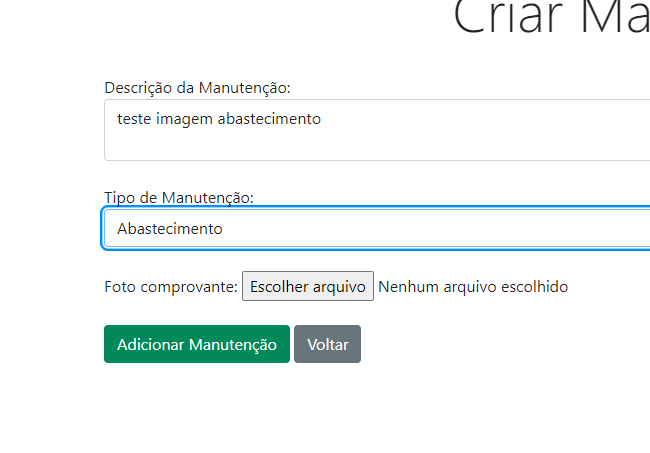 Criar Ma
Descrição da Manutenção:
teste imagem abastecimento
Tipo de Manutenção:
Abastecimento
Foto comprovante: Escolher arquivo Nenhum arquivo escolhido
Adicionar Manutenção Voltar